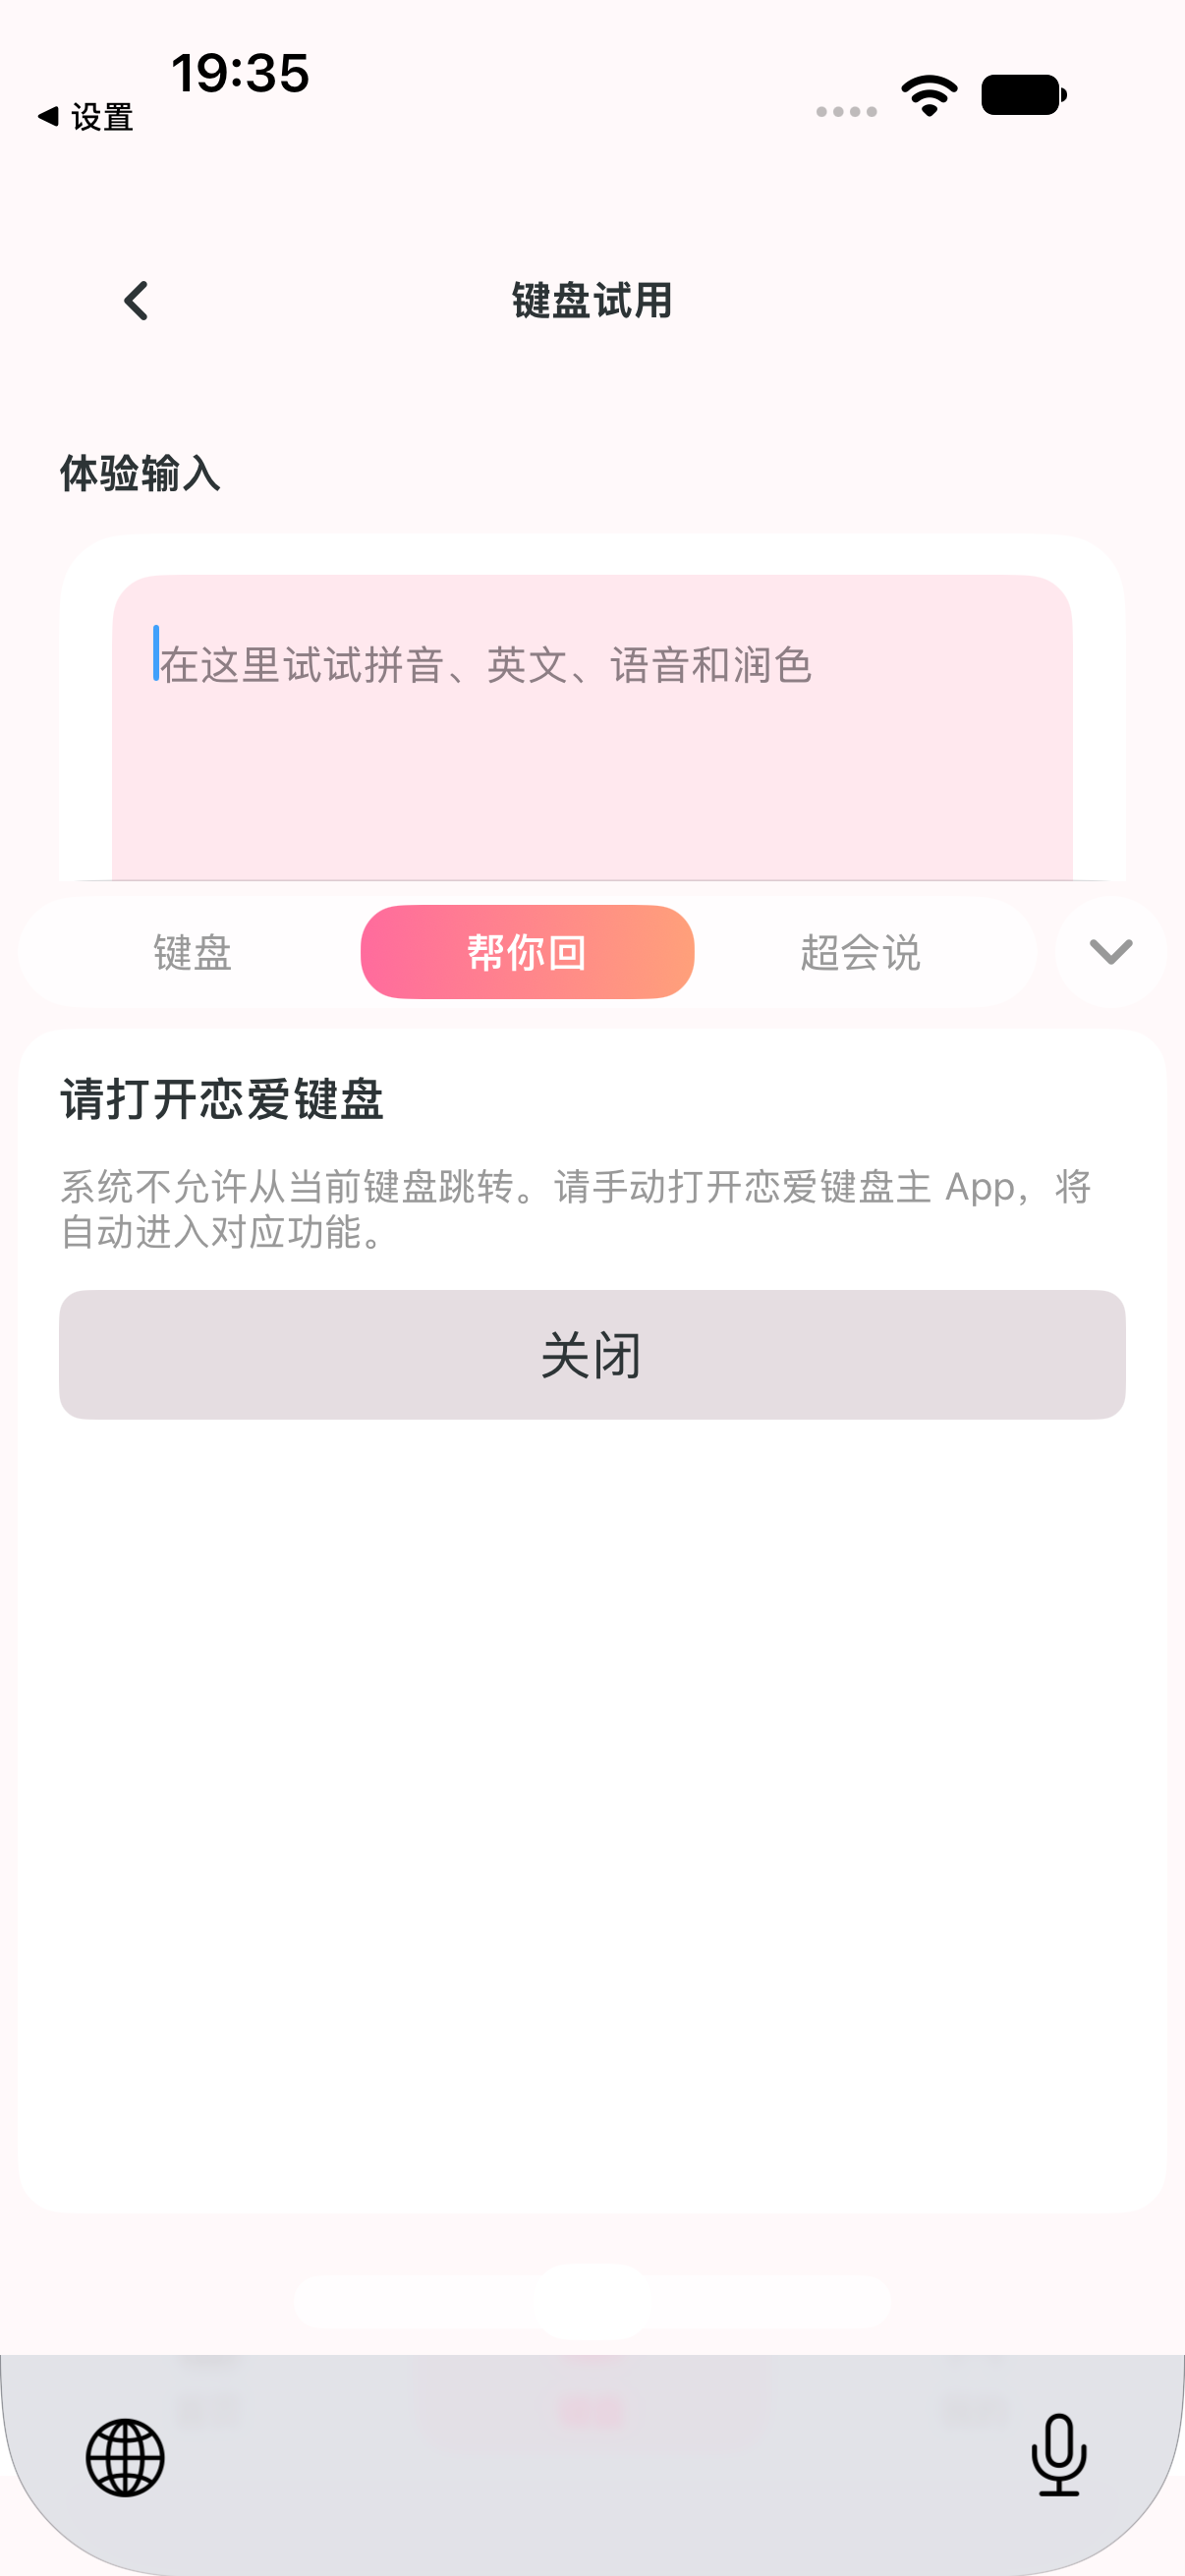 19:35
设置
键盘试用
体验输入
在这里试试拼音、英文、语音和润色
键盘
帮你回
超会说
请打开恋爱键盘
系统不允许从当前键盘跳转。请手动打开恋爱键盘主 App，将
自动进入对应功能。
关闭